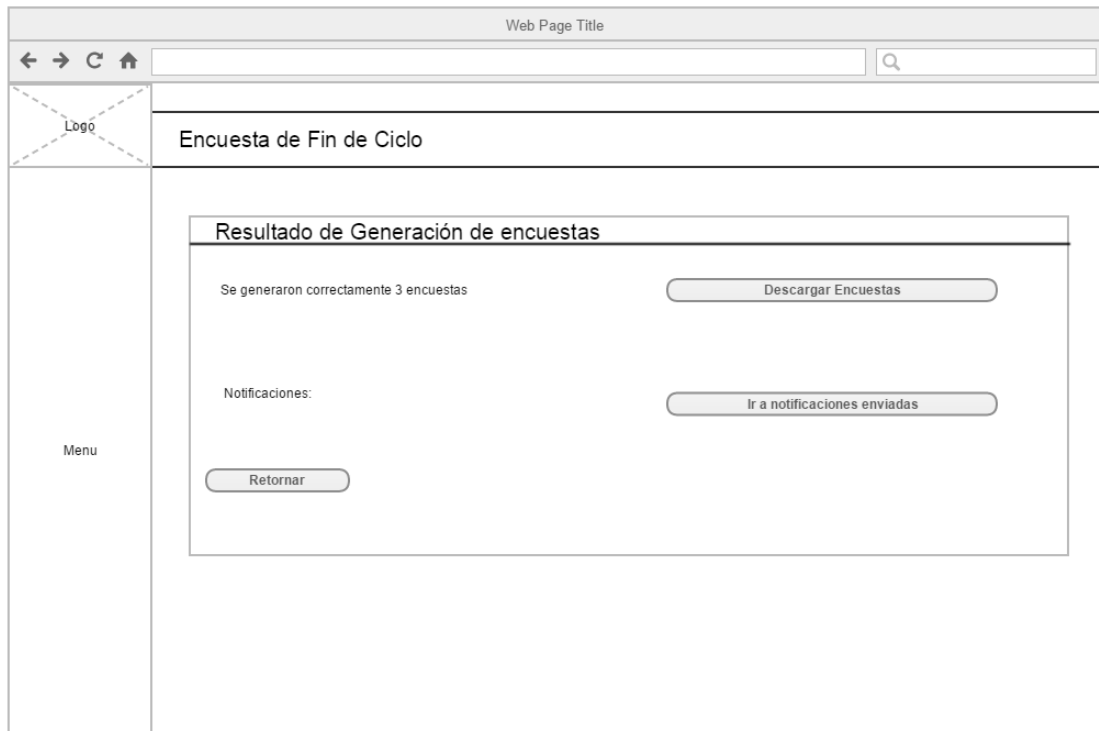 Web Page Title
Logo
Encuesta de Fin de Ciclo
Resultado de Generación de encuestas
Se generaron correctamente 3 encuestas
Descargar Encuestas
Notificaciones:
Ir a notificaciones enviadas
Menu
Retornar